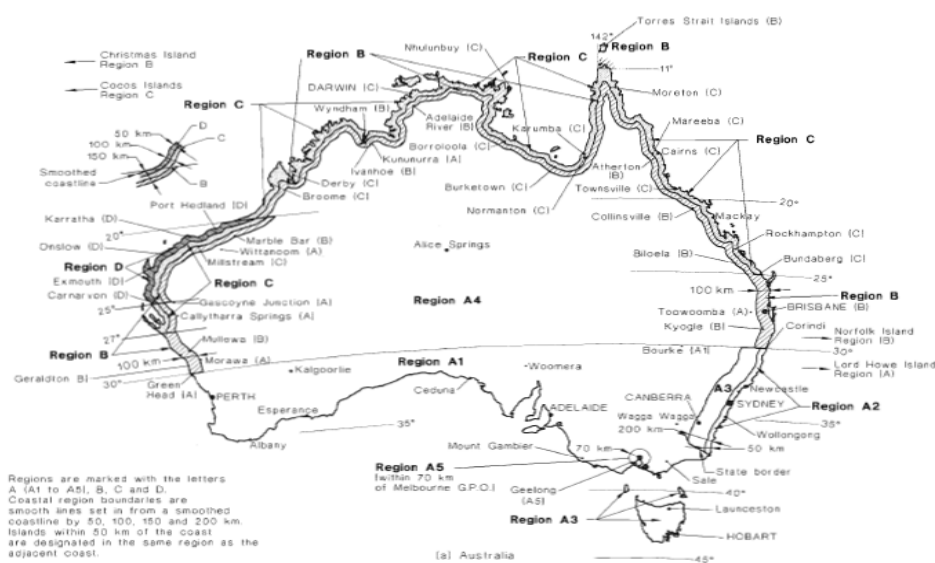 Torres Strait Islands (B)
142°
Region B
11°
Christmas Island
Region B
Cocos Islands
Region C
Nhulunbuy (C)
Region B
Region C
DARWIN (C)
Moreton (C)
Region C
Wyndham (B)
Adelaide
River (B)
Karumba (C)
Mareeba (C)
D
50 km
C
100 km
150 km
Borroloola (C)
Kununurra (A)
Ivanhoe (B)
Cairns (C)
Region C
Smoothed
coastline
B
Derby (C)
Broome (C)
Burketown (C)
Atherton
(B)
Townsville (C)
Port Hedland (D)
Normanton (C)
Collinsville (B)
20°
Mackay
Karratha (D)
20°
Marble Bar (B)
Wittanoom (A)
Onslow (D)
Millstream (C)
Alice Springs
Rockhampton (C)
Region D
Biloela (B)
Bundaberg (C)
Exmouth (D)
Region C
25°
Carnarvon (D)
Gascoyne Junction (A)
100 km
Region B
25°
Callytharra Springs (A)
Region A4
Toowoomba (A)
BRISBANE (B)
27°
Kyogle (B)
Corindi
Norfolk Island
Region (B)
Mullewa (B)
Region B
100 km
Morawa (A)
Bourke (A1)
30°
Region A1
Geraldton B)
30°
Green
Head (A)
Kalgoorlie
Woomera
Lord Howe Island
Region (A)
Ceduna
A3
Newcastle
PERTH
CANBERRA
SYDNEY
Region A2
Esperance
ADELAIDE
Wagga Wagga
35°
Albany
35°
200 km
Wollongong
Mount Gambier
70 km
50 km
Region A5
(within 70 km
of Melbourne G.P.O.)
State border
Sale
Geelong
(A5)
40°
Region A3
Launceston
HOBART
Regions are marked with the letters
A (A1 to A5), B, C and D.
Coastal region boundaries are
smooth lines set in from a smoothed
coastline by 50, 100, 150 and 200 km.
Islands within 50 km of the coast
are designated in the same region as the
adjacent coast.
(a) Australia
45°